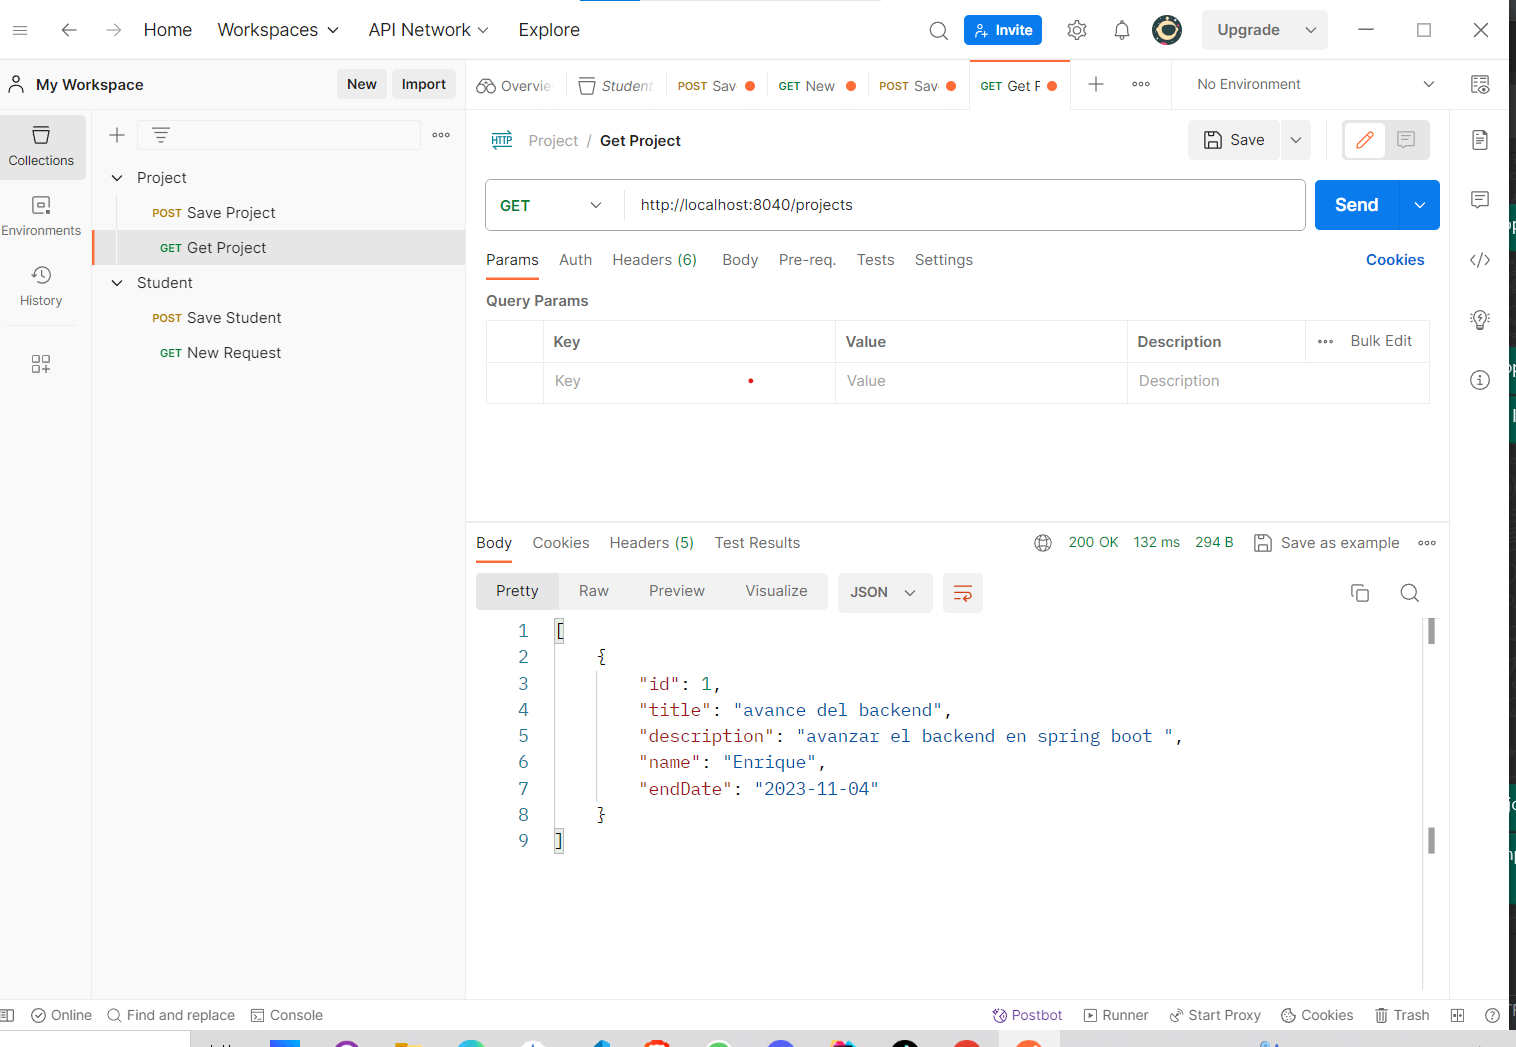 Home Workspaces API Network Explore Invite Upgrade
My Workspace New Import Overvie Student POST Sav GET New POST Sav GET Get P No Environment
Collections
Environments
History
Project
POST Save Project
GET Get Project
Student
POST Save Student
GET New Request
HTTP Project / Get Project Save
GET http://localhost:8040/projects Send
Params Auth Headers (6) Body Pre-req. Tests Settings Cookies
Query Params
Key Value Description Bulk Edit
Key Value Description
Body Cookies Headers (5) Test Results 200 OK 132 ms 294 B Save as example
Pretty Raw Preview Visualize JSON
1 [
2 {
3 "id": 1,
4 "title": "avance del backend",
5 "description": "avanzar el backend en spring boot ",
6 "name": "Enrique",
7 "endDate": "2023-11-04"
8 }
9 ]
Online Find and replace Console Postbot Runner Start Proxy Cookies Trash